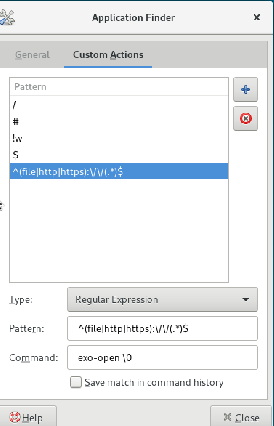 Application Finder
General
Custom Actions
Pattern
/
#
!w
$
^(file|http|https):\/\/(.*)$
Type:
Regular Expression
Pattern:
^(file|http|https):\/\/(.*)$
Command:
exo-open \0
Save match in command history
Help
Close